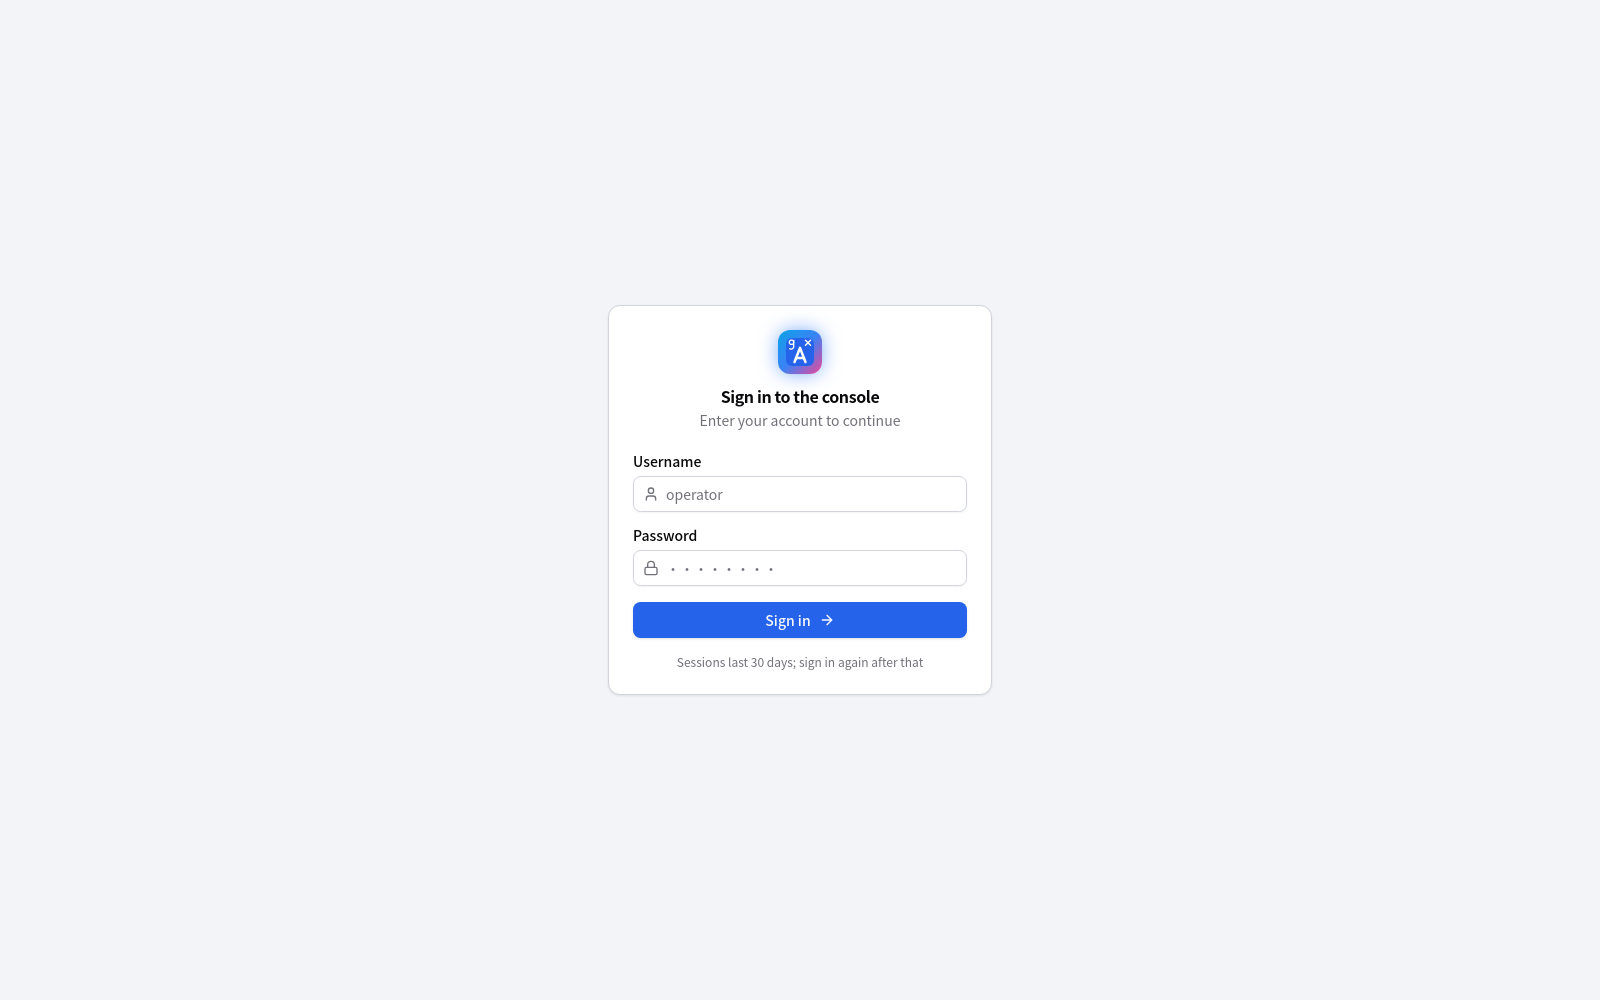 Sign in to the console
Enter your account to continue
Username
operator
Password
• • • • • • • •
Sign in →
Sessions last 30 days; sign in again after that